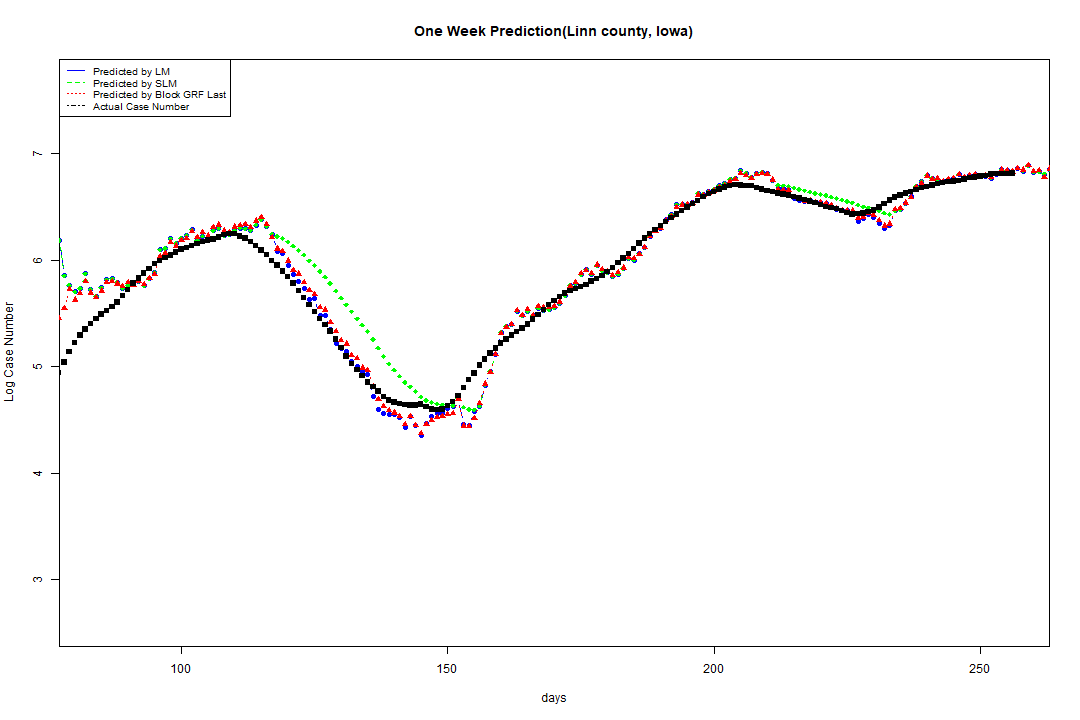 One Week Prediction(Linn county, Iowa)
Predicted by LM
Predicted by SLM
Predicted by Block GRF Last
Actual Case Number
7
6
5
4
3
Log Case Number
100 150 200 250
days